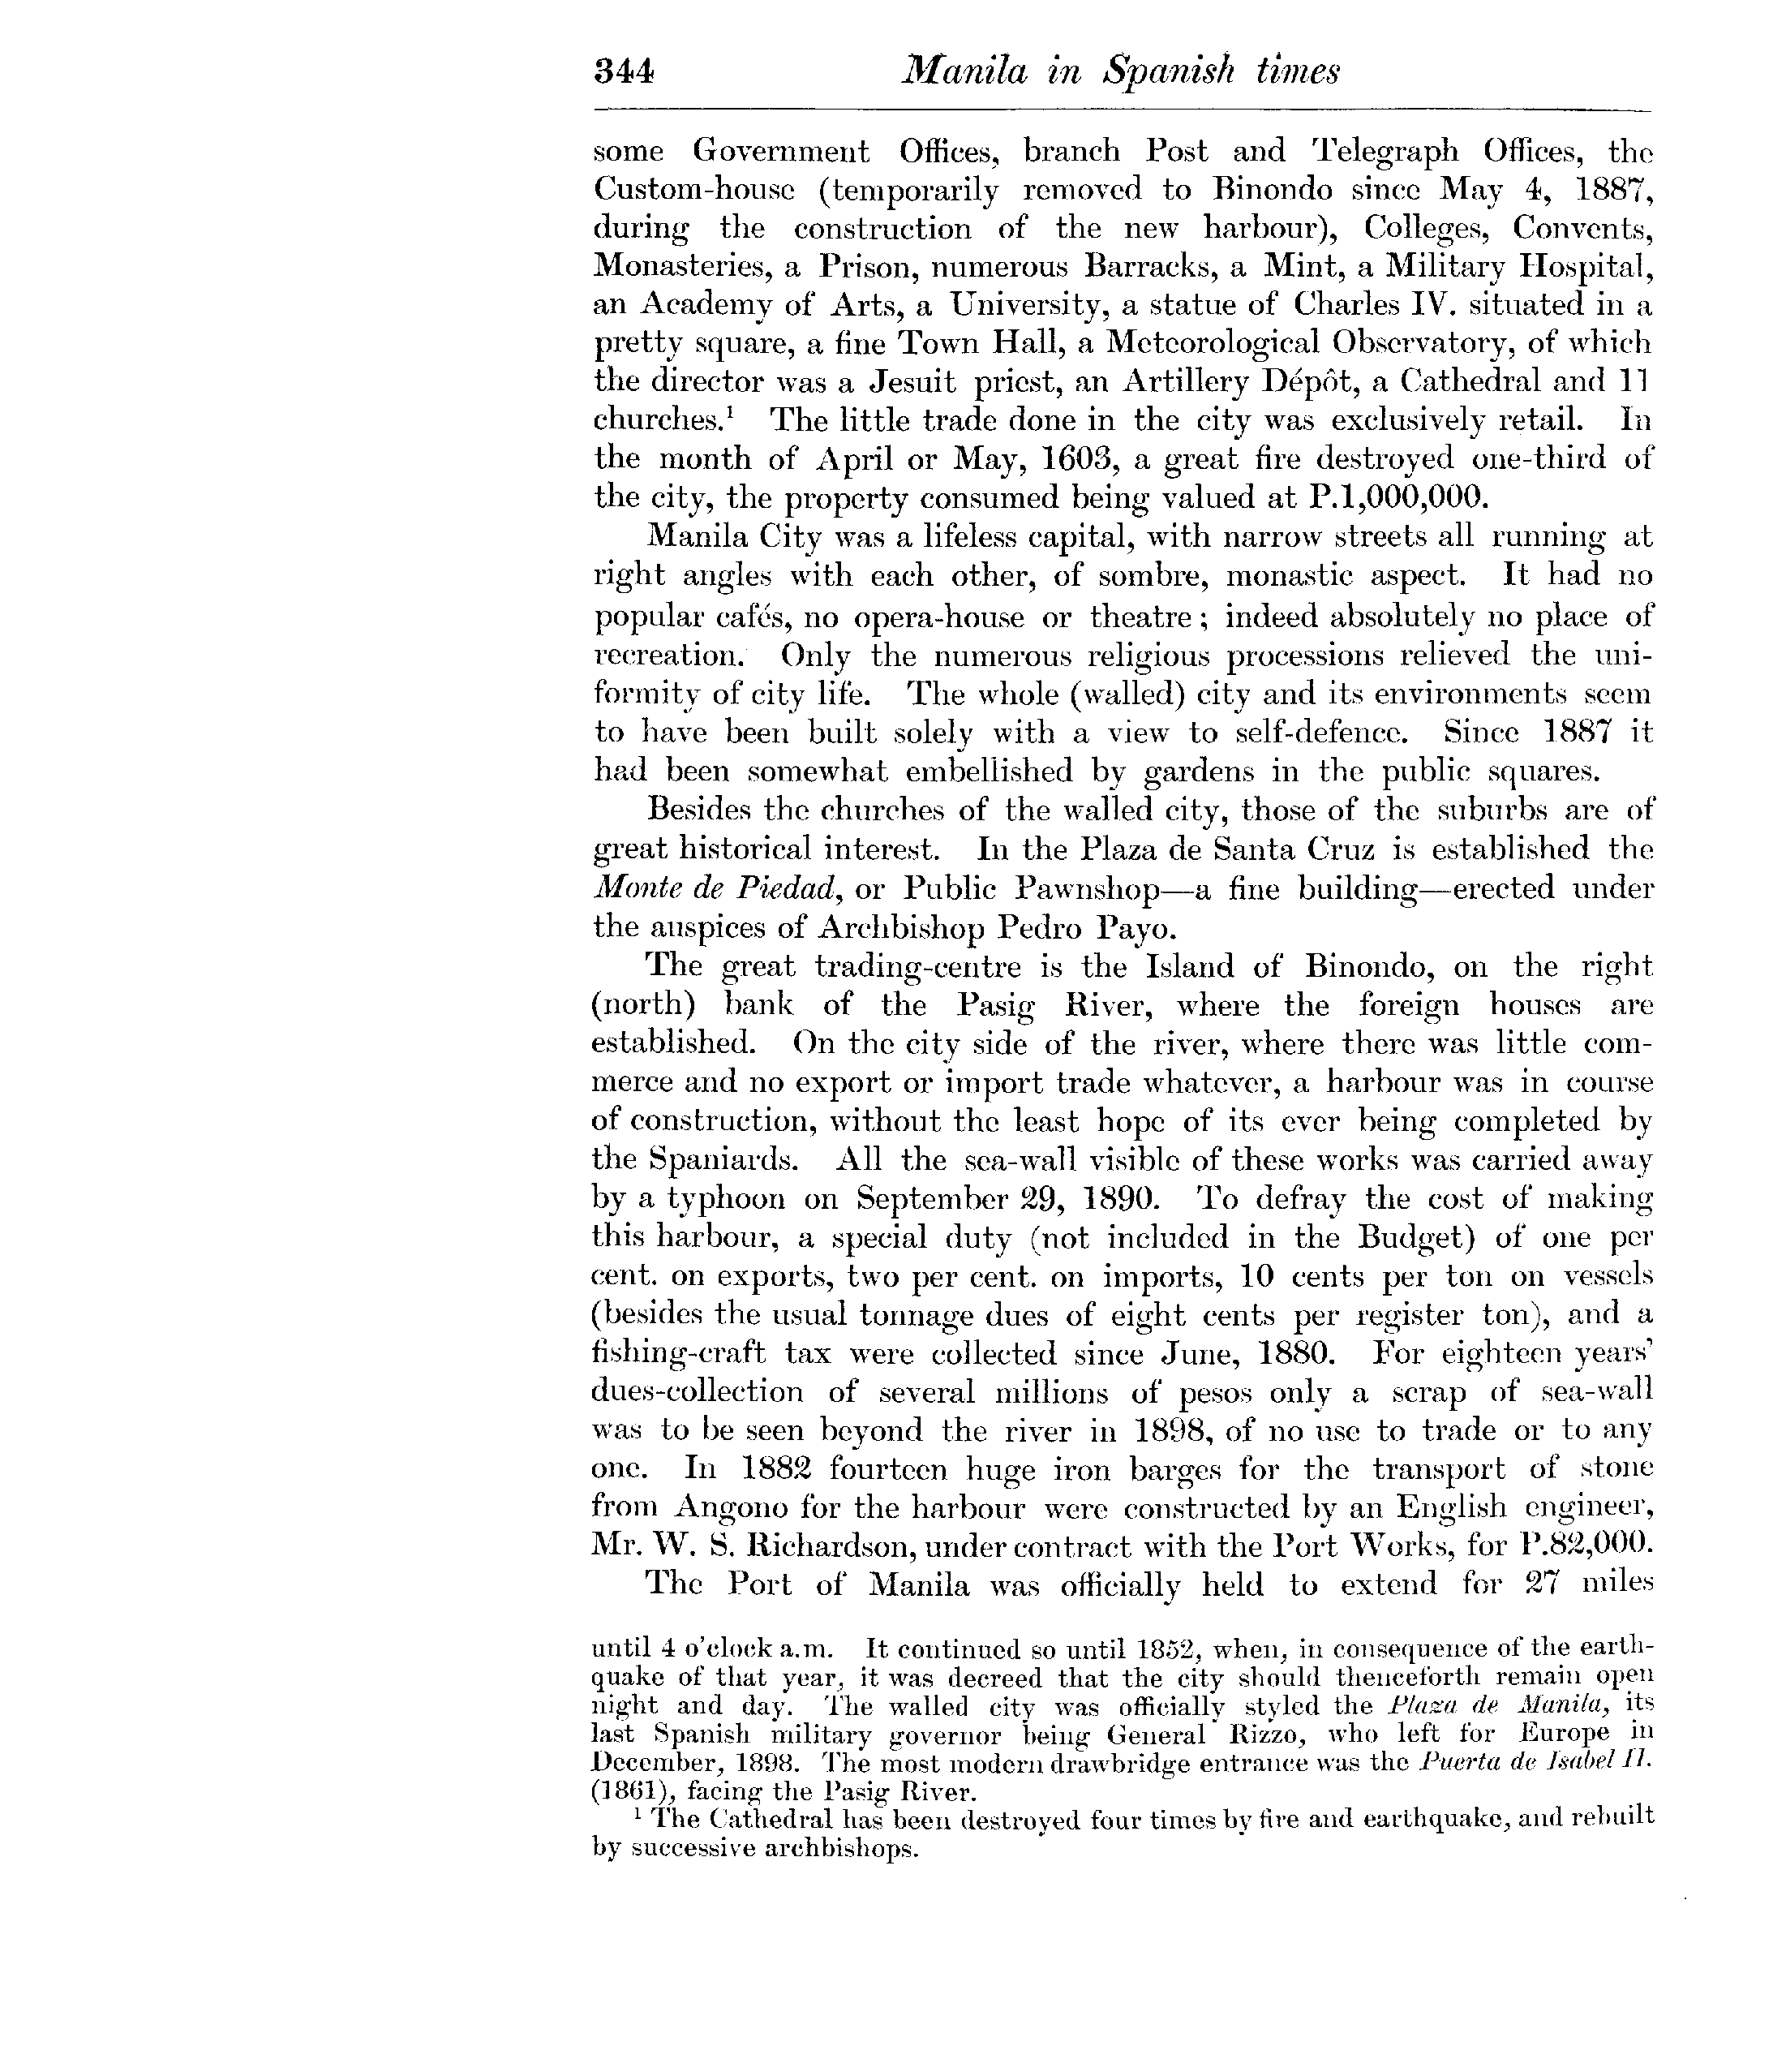 344 Manila in Spanish times
some Government Offices, branch Post and Telegraph Offices, the
Custom-house (temporarily removed to Binondo since May 4, 1887,
during the construction of the new harbour), Colleges, Convents,
Monasteries, a Prison, numerous Barracks, a Mint, a Military Hospital,
an Academy of Arts, a University, a statue of Charles IV. situated in a
pretty square, a fine Town Hall, a Meteorological Observatory, of which
the director was a Jesuit priest, an Artillery Dépôt, a Cathedral and 11
churches.¹ The little trade done in the city was exclusively retail. In
the month of April or May, 1603, a great fire destroyed one-third of
the city, the property consumed being valued at P.1,000,000.
Manila City was a lifeless capital, with narrow streets all running at
right angles with each other, of sombre, monastic aspect. It had no
popular cafés, no opera-house or theatre; indeed absolutely no place of
recreation. Only the numerous religious processions relieved the uni-
formity of city life. The whole (walled) city and its environments seem
to have been built solely with a view to self-defence. Since 1887 it
had been somewhat embellished by gardens in the public squares.
Besides the churches of the walled city, those of the suburbs are of
great historical interest. In the Plaza de Santa Cruz is established the
Monte de Piedad, or Public Pawnshop—a fine building—erected under
the auspices of Archbishop Pedro Payo.
The great trading-centre is the Island of Binondo, on the right
(north) bank of the Pasig River, where the foreign houses are
established. On the city side of the river, where there was little com-
merce and no export or import trade whatever, a harbour was in course
of construction, without the least hope of its ever being completed by
the Spaniards. All the sea-wall visible of these works was carried away
by a typhoon on September 29, 1890. To defray the cost of making
this harbour, a special duty (not included in the Budget) of one per
cent. on exports, two per cent. on imports, 10 cents per ton on vessels
(besides the usual tonnage dues of eight cents per register ton), and a
fishing-craft tax were collected since June, 1880. For eighteen years'
dues-collection of several millions of pesos only a scrap of sea-wall
was to be seen beyond the river in 1898, of no use to trade or to any
one. In 1882 fourteen huge iron barges for the transport of stone
from Angono for the harbour were constructed by an English engineer,
Mr. W. S. Richardson, under contract with the Port Works, for P.82,000.
The Port of Manila was officially held to extend for 27 miles
until 4 o'clock a.m. It continued so until 1852, when, in consequence of the earth-
quake of that year, it was decreed that the city should thenceforth remain open
night and day. The walled city was officially styled the Plaza de Manila, its
last Spanish military governor being General Rizzo, who left for Europe in
December, 1898. The most modern drawbridge entrance was the Puerta de Isabel II.
(1861), facing the Pasig River.
¹ The Cathedral has been destroyed four times by fire and earthquake, and rebuilt
by successive archbishops.